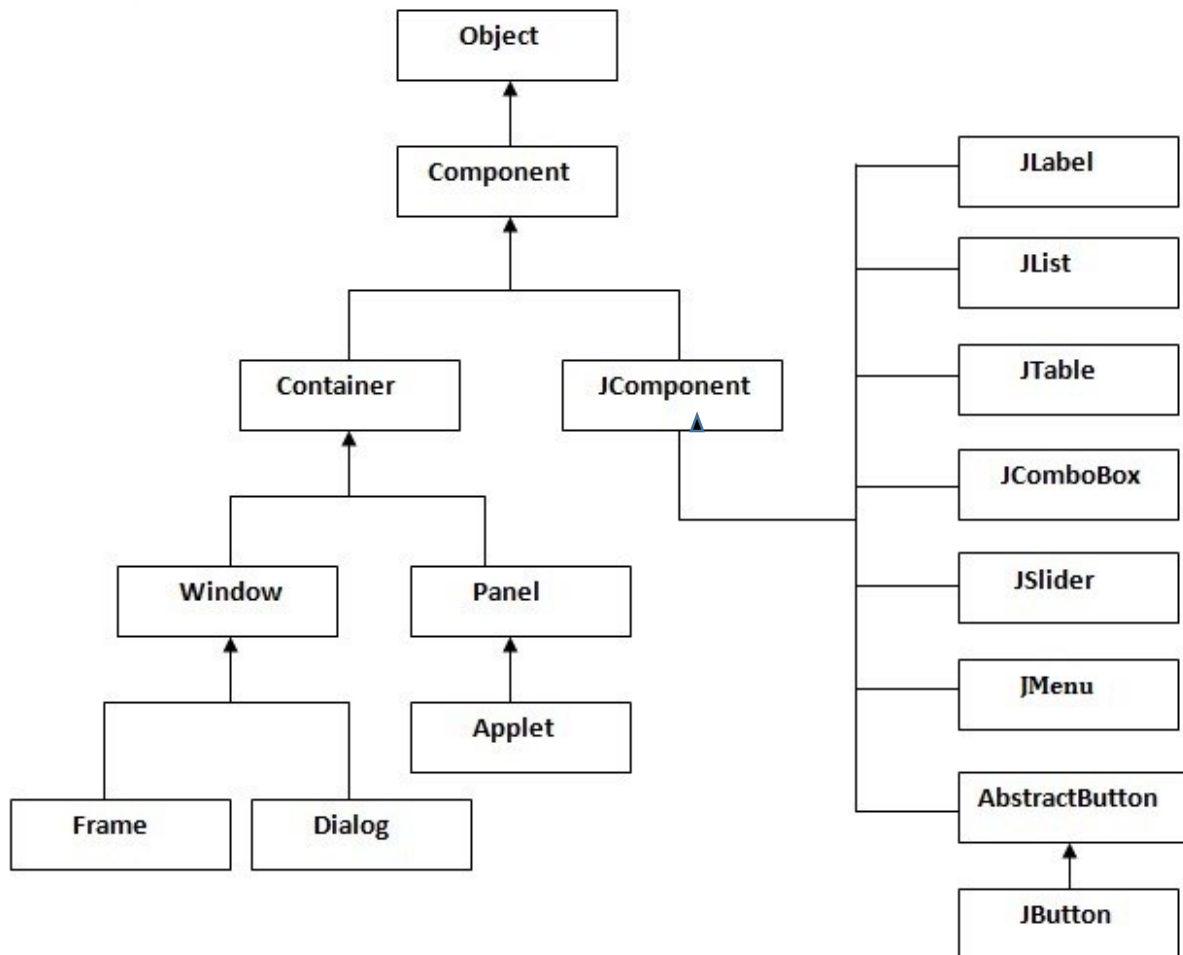 Object
Component
Container
JComponent
Window
Panel
Applet
Frame
Dialog
JLabel
JList
JTable
JComboBox
JSlider
JMenu
AbstractButton
JButton